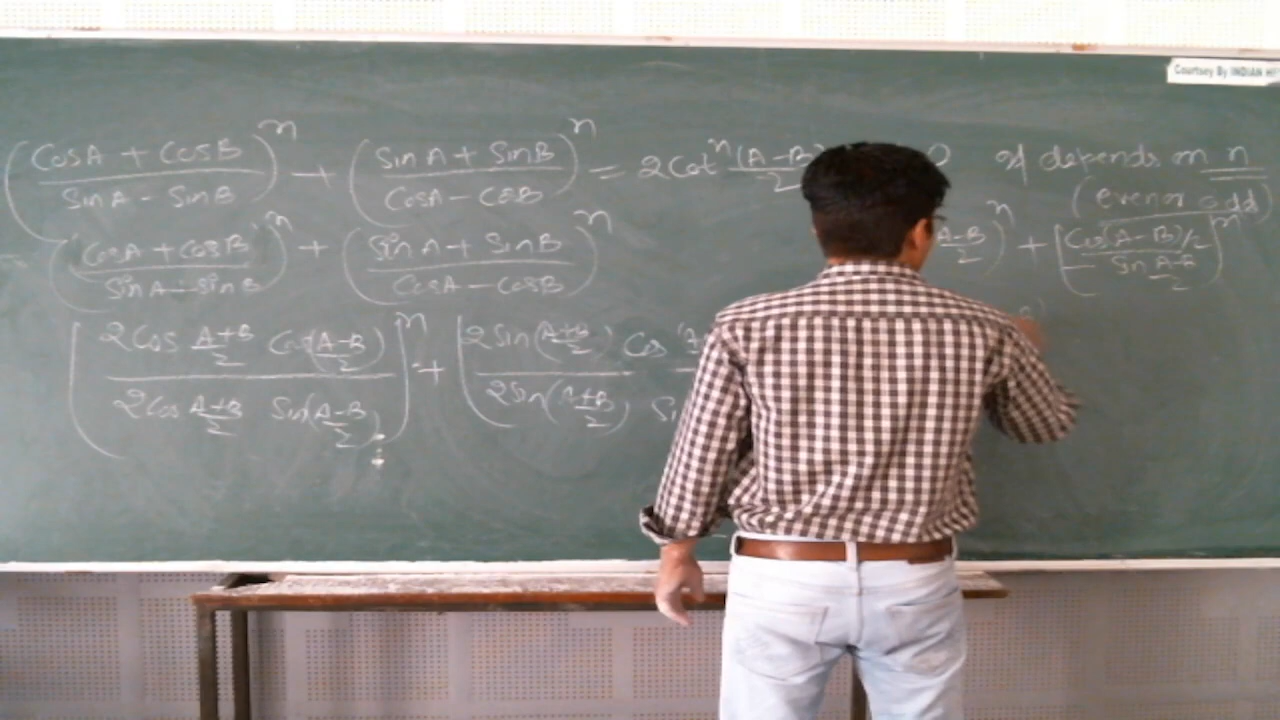 Courtsey By INDIAN
(CosA + CosB / SinA - SinB)^n + (SinA + SinB / CosA - CosB)^n = 2Cot^n (A-B)/2 0 depends on n
(even or odd)
= (CosA + CosB / SinA - SinB)^n + (SinA + SinB / CosA - CosB)^n A-B/2)^n + [Cos(A-B)/2 / Sin A-B/2]^n
[2Cos A+B/2 Cos(A-B/2) / 2Cos A+B/2 Sin(A-B/2)]^n + [2Sin(A+B/2) Cos / 2Sin(A+B/2)